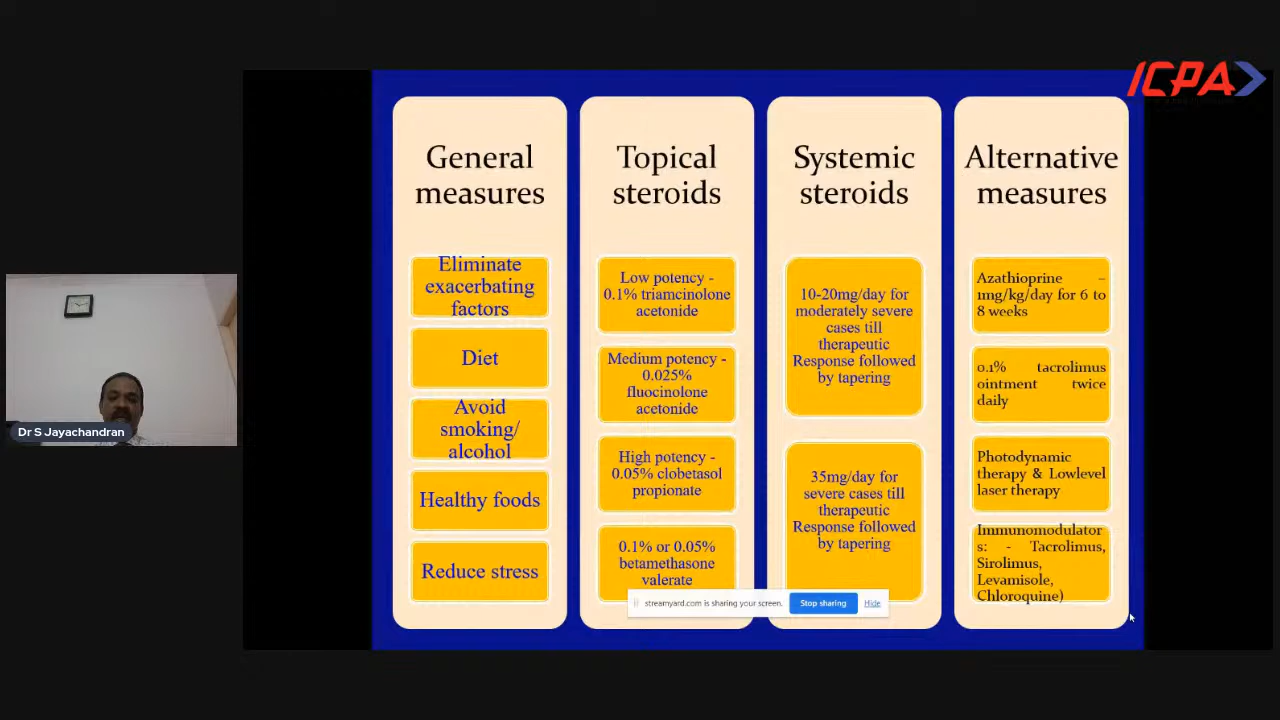 ICPA
General
measures
Eliminate
exacerbating
factors
Diet
Avoid
smoking/
alcohol
Healthy foods
Reduce stress
Topical
steroids
Low potency -
0.1% triamcinolone
acetonide
Medium potency -
0.025%
fluocinolone
acetonide
High potency -
0.05% clobetasol
propionate
0.1% or 0.05%
betamethasone
valerate
Systemic
steroids
10-20mg/day for
moderately severe
cases till
therapeutic
Response followed
by tapering
35mg/day for
severe cases till
therapeutic
Response followed
by tapering
Alternative
measures
Azathioprine –
1mg/kg/day for 6 to
8 weeks
0.1% tacrolimus
ointment twice
daily
Photodynamic
therapy & Lowlevel
laser therapy
Immunomodulator
s: - Tacrolimus,
Sirolimus,
Levamisole,
Chloroquine)
Dr S Jayachandran
streamyard.com is sharing your screen.
Stop sharing
Hide